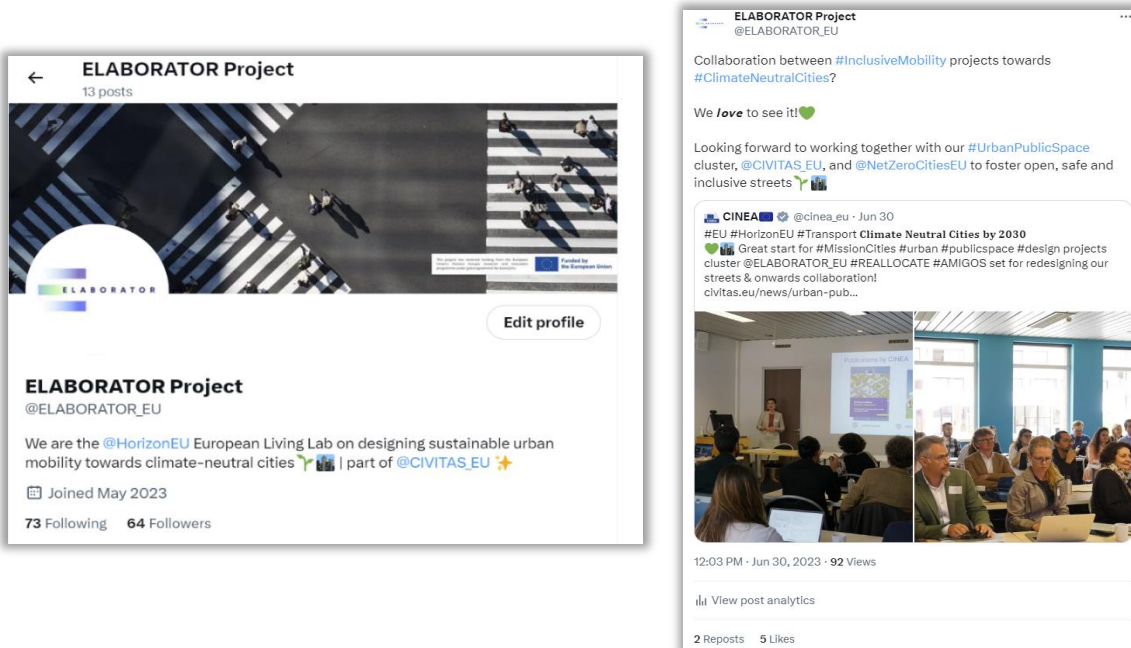 ELABORATOR Project
13 posts
ELABORATOR
Funded by
the European Union
Edit profile
ELABORATOR Project
@ELABORATOR_EU
We are the @HorizonEU European Living Lab on designing sustainable urban
mobility towards climate-neutral cities🌱🏙️ | part of @CIVITAS_EU ✨
Joined May 2023
73 Following 64 Followers
ELABORATOR Project
@ELABORATOR_EU
Collaboration between #InclusiveMobility projects towards
#ClimateNeutralCities?
We love to see it!💚
Looking forward to working together with our #UrbanPublicSpace
cluster, @CIVITAS_EU, and @NetZeroCitiesEU to foster open, safe and
inclusive streets🌱🏙️
CINEA🇪🇺 @cinea_eu · Jun 30
#EU #HorizonEU #Transport Climate Neutral Cities by 2030
💚🏙️ Great start for #MissionCities #urban #publicspace #design projects
cluster @ELABORATOR_EU #REALLOCATE #AMIGOS set for redesigning our
streets & onwards collaboration!
civitas.eu/news/urban-pub...
Publications by CINEA
12:03 PM · Jun 30, 2023 · 92 Views
View post analytics
2 Reposts 5 Likes